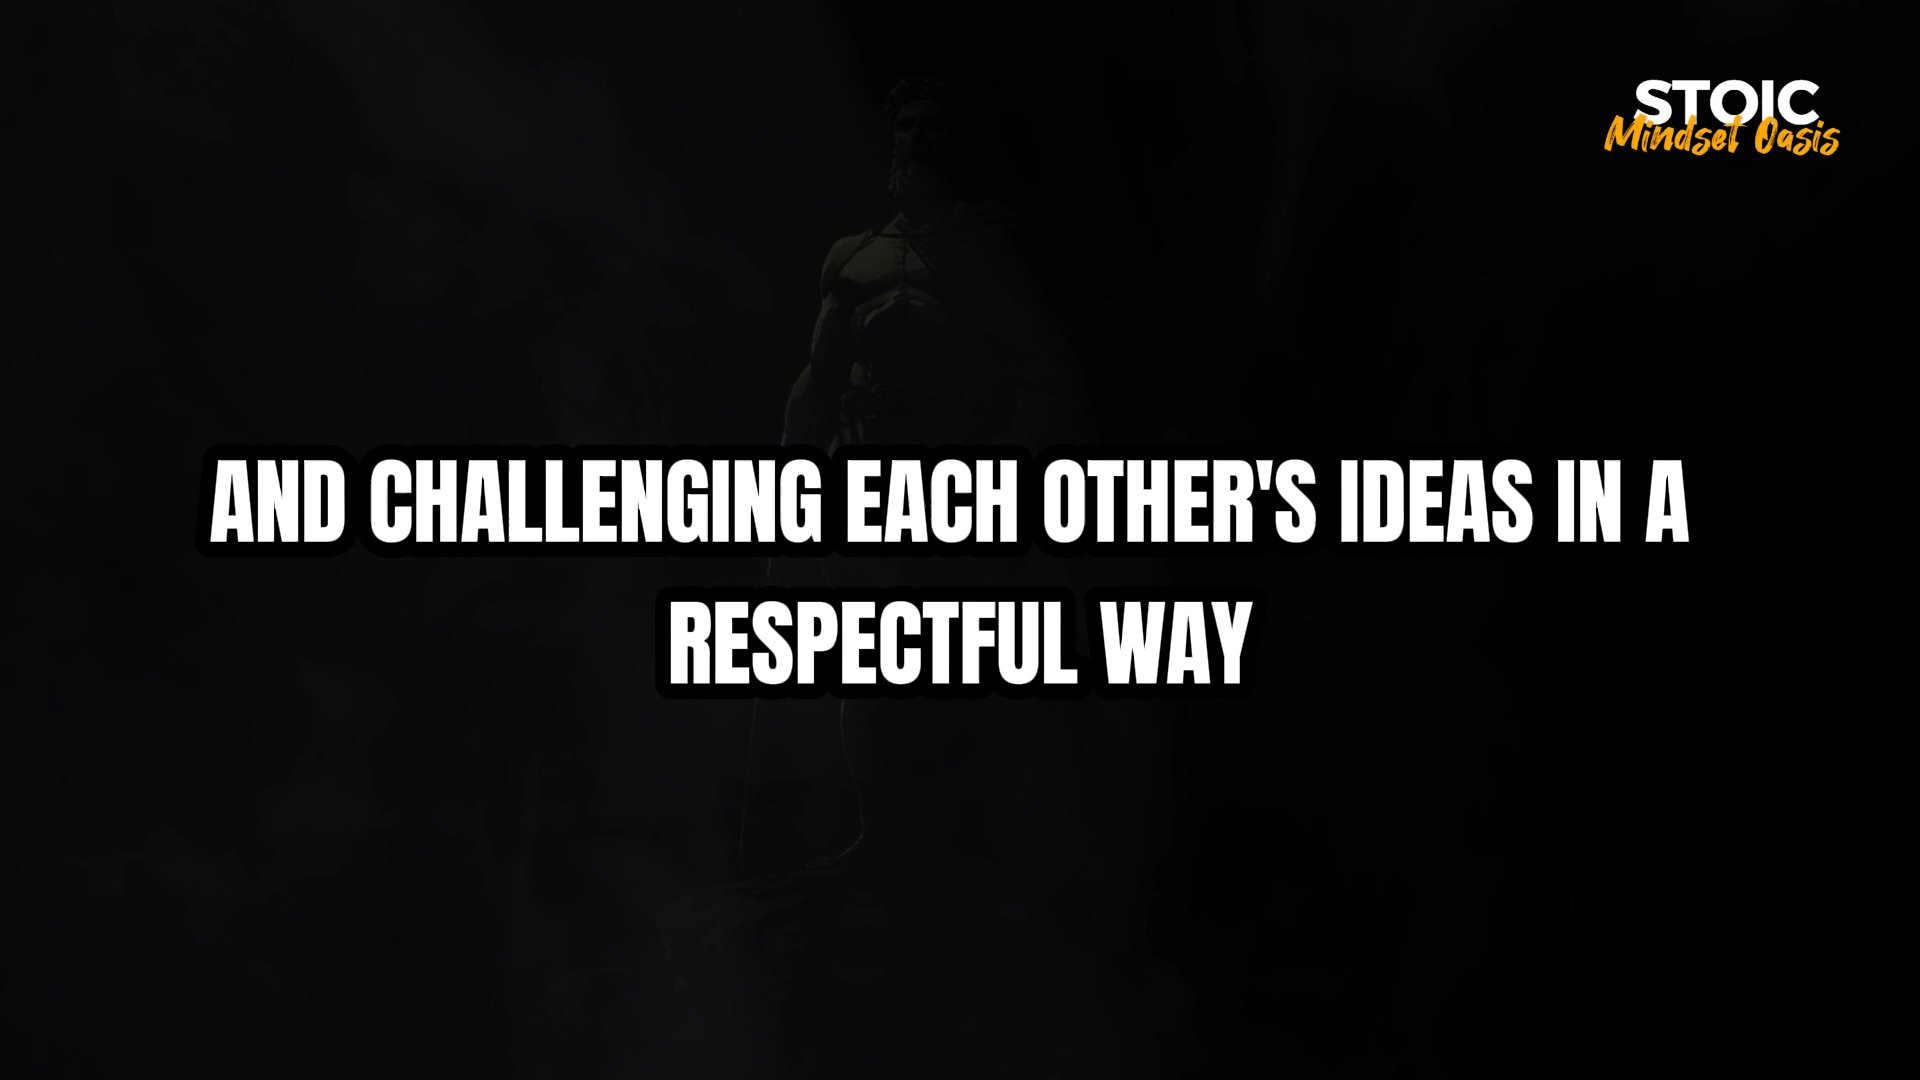 STOIC
Mindset Oasis
AND CHALLENGING EACH OTHER'S IDEAS IN A
RESPECTFUL WAY